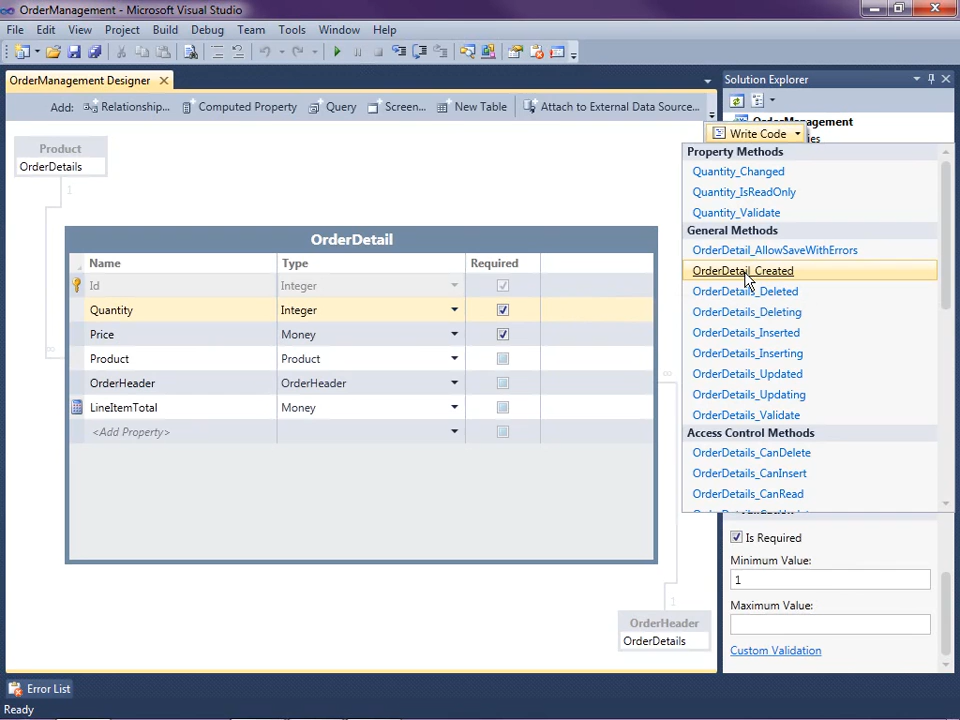 OrderManagement - Microsoft Visual Studio
File Edit View Project Build Debug Team Tools Window Help
OrderManagement Designer
Solution Explorer
Add: Relationship... Computed Property Query Screen... New Table Attach to External Data Source...
OrderManagement
Write Code
Product
OrderDetails
1
Property Methods
Quantity_Changed
Quantity_IsReadOnly
Quantity_Validate
General Methods
OrderDetail_AllowSaveWithErrors
OrderDetail_Created
OrderDetails_Deleted
OrderDetails_Deleting
OrderDetails_Inserted
OrderDetails_Inserting
OrderDetails_Updated
OrderDetails_Updating
OrderDetails_Validate
Access Control Methods
OrderDetails_CanDelete
OrderDetails_CanInsert
OrderDetails_CanRead
OrderDetail
Name Type Required
Id Integer
Quantity Integer
Price Money
Product Product
OrderHeader OrderHeader
LineItemTotal Money
<Add Property>
∞
∞
1
OrderHeader
OrderDetails
Is Required
Minimum Value:
1
Maximum Value:
Custom Validation
Error List
Ready